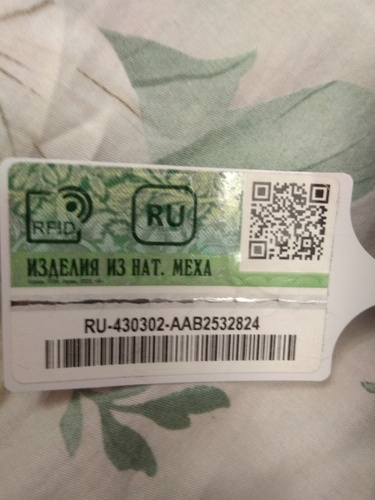 RFID
RU
ИЗДЕЛИЯ ИЗ НАТ. МЕХА
RU-430302-AAB2532824